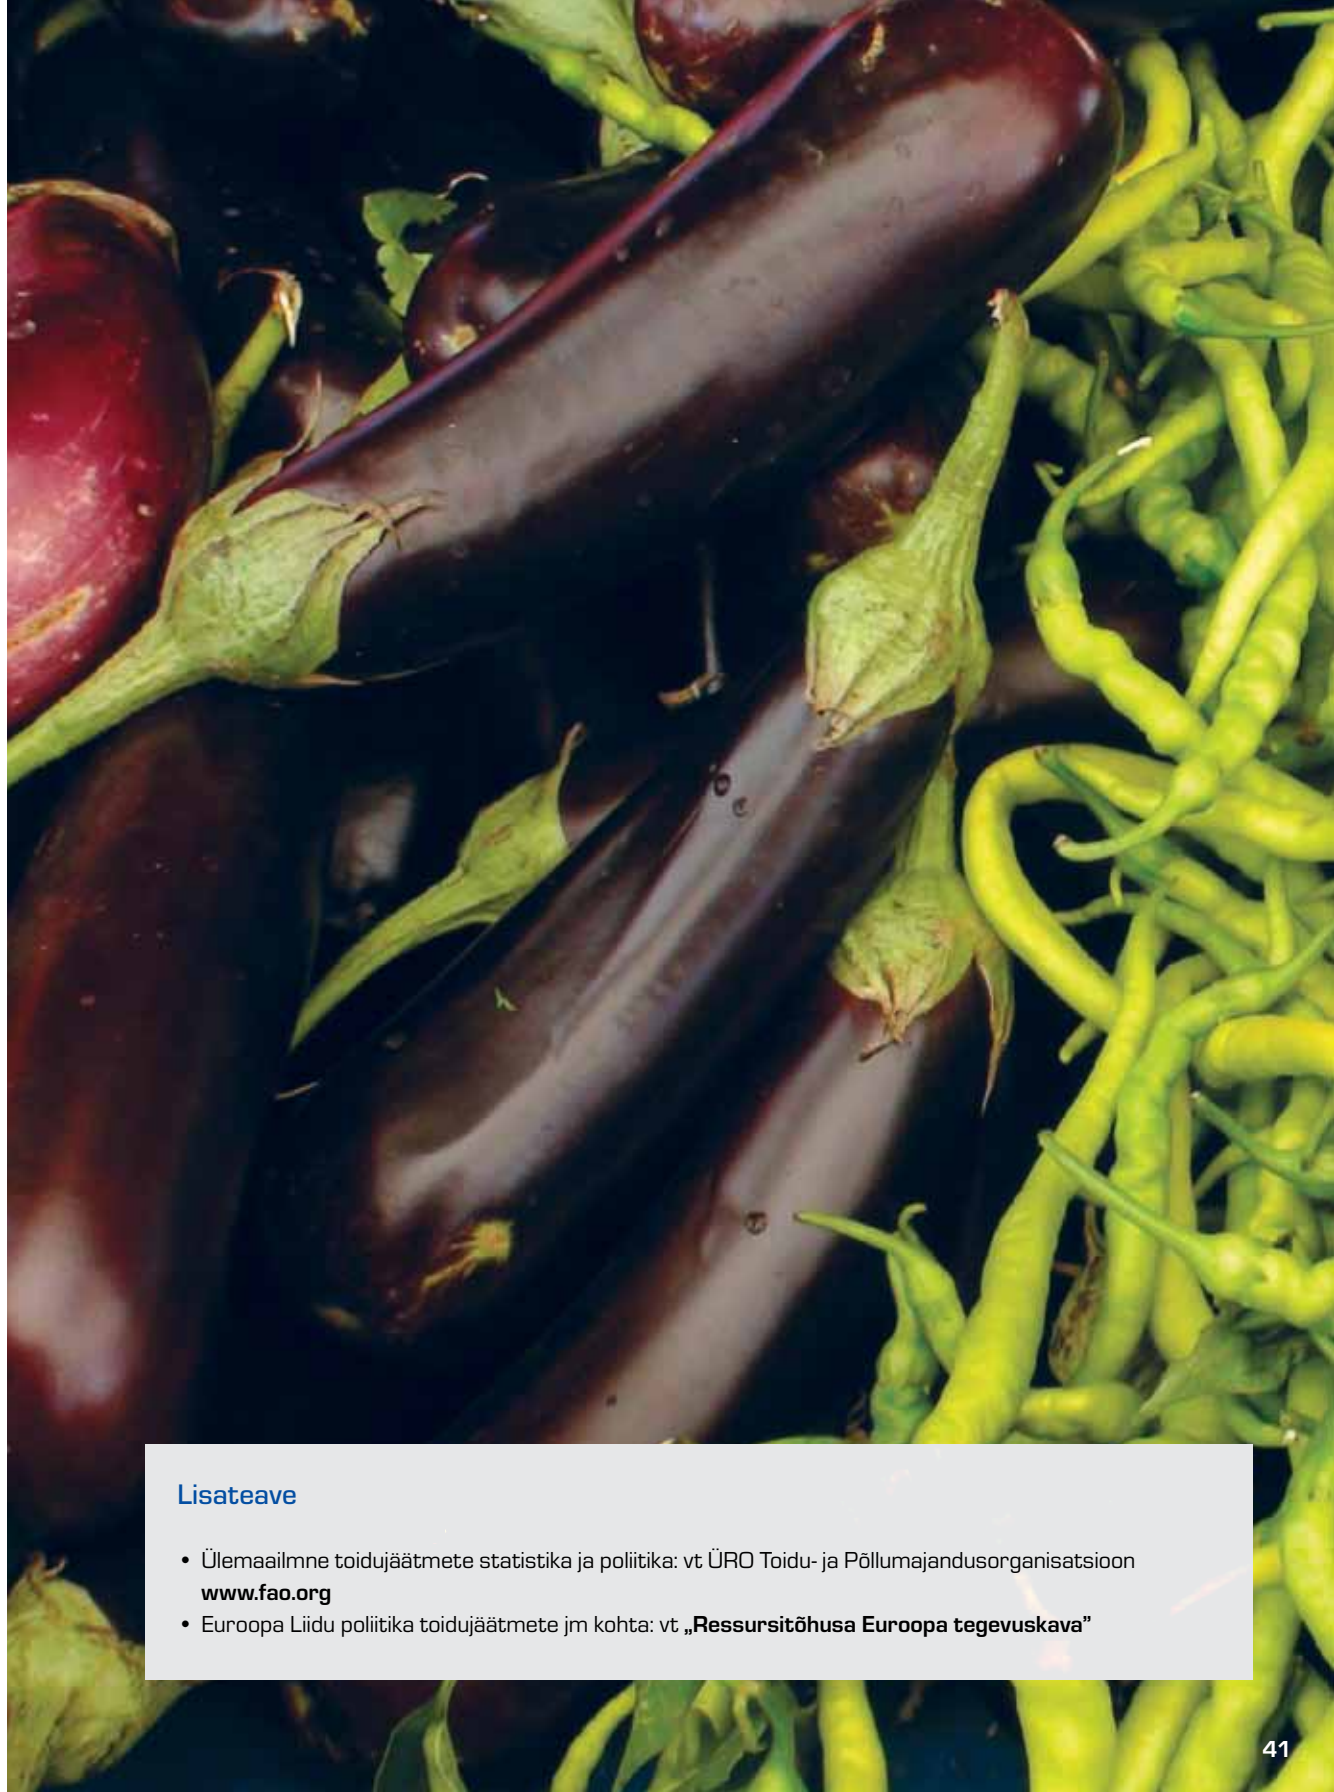 Lisateave
• Ülemaailmne toidujäätmete statistika ja poliitika: vt ÜRO Toidu- ja Põllumajandusorganisatsioon
www.fao.org
• Euroopa Liidu poliitika toidujäätmete jm kohta: vt „Ressursitõhusa Euroopa tegevuskava”
41